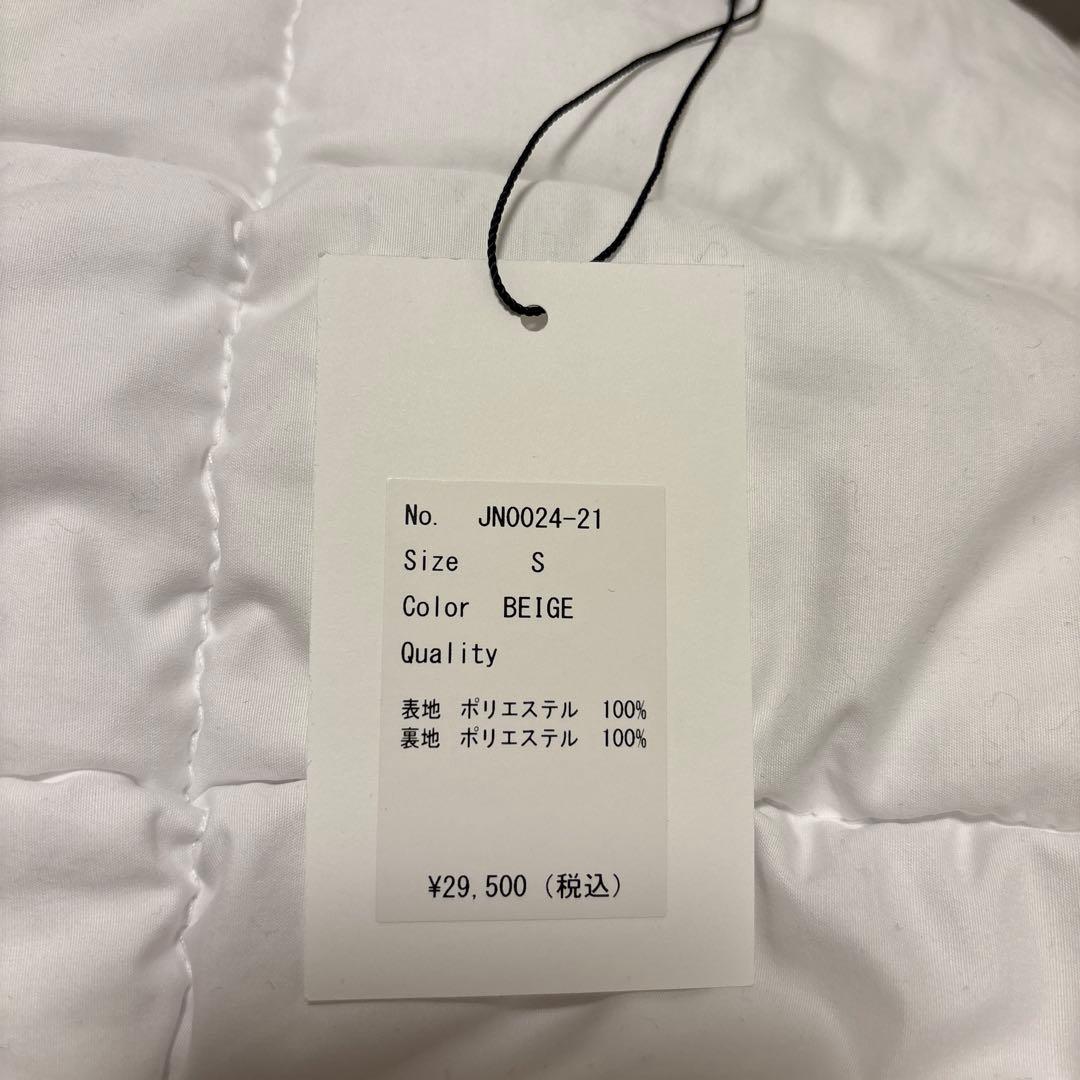 No. JN0024-21
Size S
Color BEIGE
Quality
表地 ポリエステル 100%
裏地 ポリエステル 100%
¥29,500(税込)